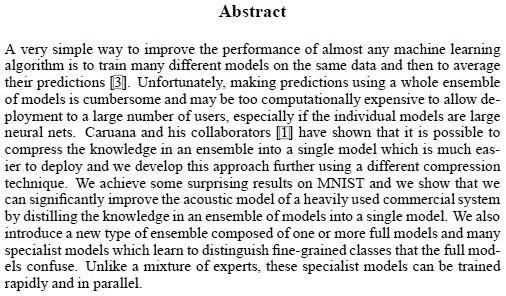 Abstract
A very simple way to improve the performance of almost any machine learning
algorithm is to train many different models on the same data and then to average
their predictions [3]. Unfortunately, making predictions using a whole ensemble
of models is cumbersome and may be too computationally expensive to allow de-
ployment to a large number of users, especially if the individual models are large
neural nets. Caruana and his collaborators [1] have shown that it is possible to
compress the knowledge in an ensemble into a single model which is much eas-
ier to deploy and we develop this approach further using a different compression
technique. We achieve some surprising results on MNIST and we show that we
can significantly improve the acoustic model of a heavily used commercial system
by distilling the knowledge in an ensemble of models into a single model. We also
introduce a new type of ensemble composed of one or more full models and many
specialist models which learn to distinguish fine-grained classes that the full mod-
els confuse. Unlike a mixture of experts, these specialist models can be trained
rapidly and in parallel.